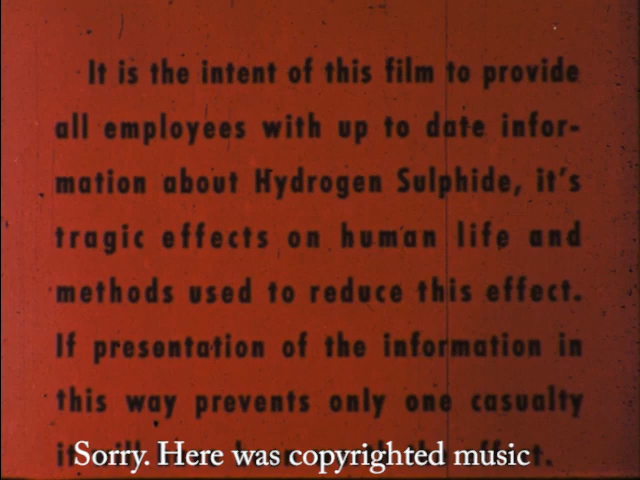 It is the intent of this film to provide
all employees with up to date infor-
mation about Hydrogen Sulphide, it's
tragic effects on human life and
methods used to reduce this effect.
If presentation of the information in
this way prevents only one casualty
Sorry. Here was copyrighted music